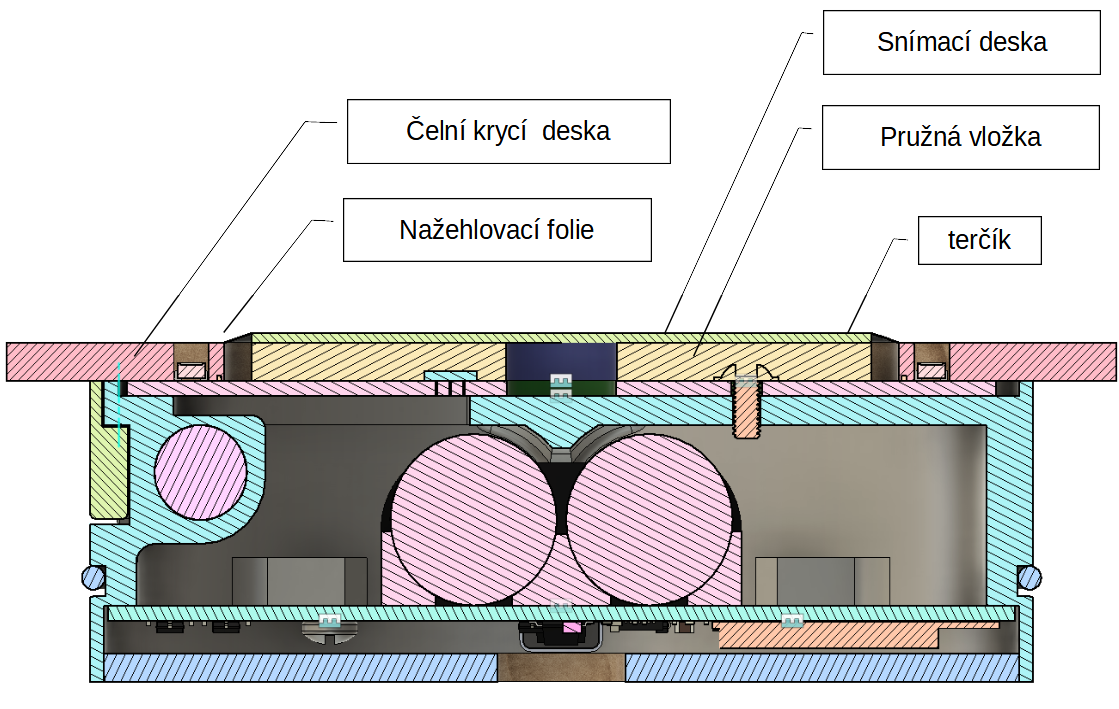 Snímací deska
Čelní krycí  deska
Pružná vložka
Nažehlovací folie
terčík